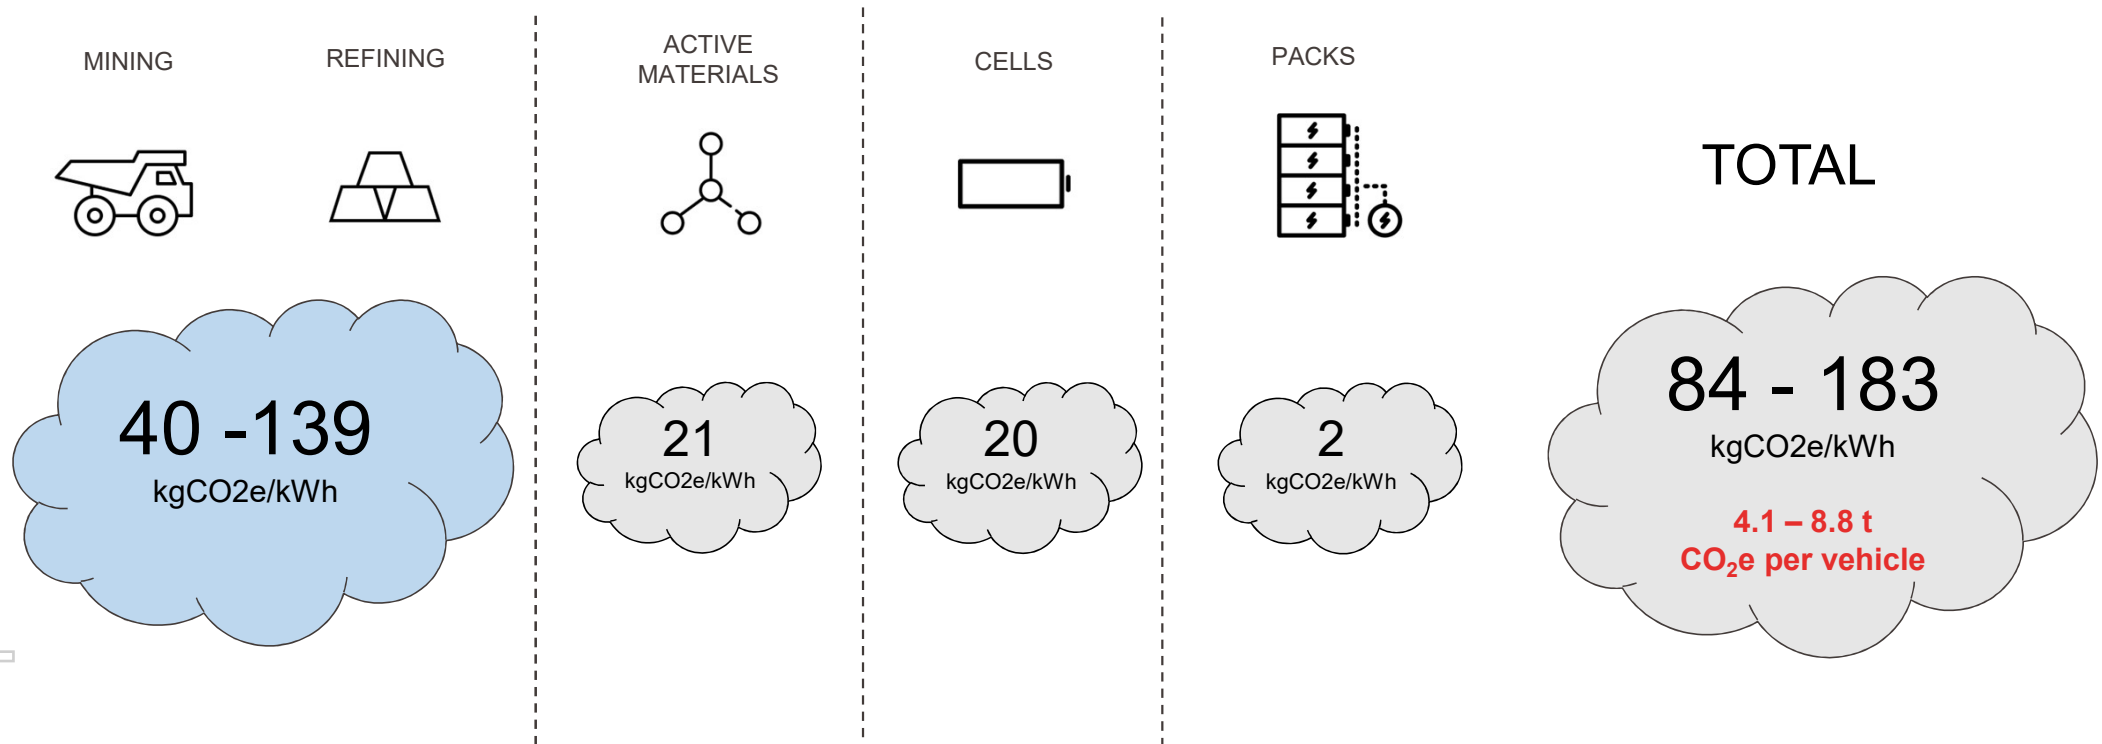 MINING
REFINING
ACTIVE
MATERIALS
CELLS
PACKS
TOTAL
40 -139
kgCO2e/kWh
21
kgCO2e/kWh
20
kgCO2e/kWh
2
kgCO2e/kWh
84 - 183
kgCO2e/kWh
4.1 – 8.8 t
CO₂e per vehicle